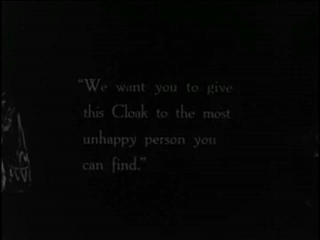 "We want you to give
this Cloak to the most
unhappy person you
can find."